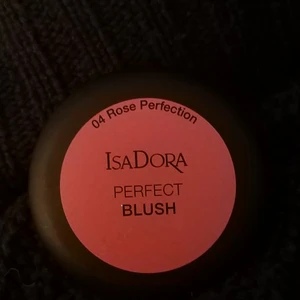 04 Rose Perfection
IsaDora
PERFECT
BLUSH